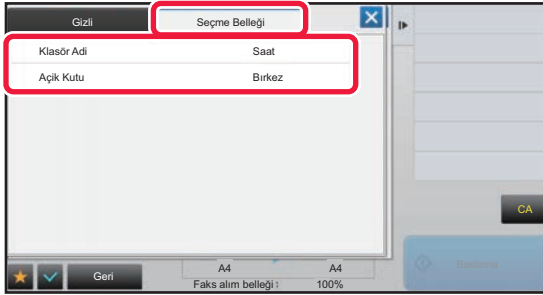 Gizli Seçme Belleği
Klasör Adi Saat
Açik Kutu Bırkez
CA
Geri
A4 A4
Faks alım belleği: 100%